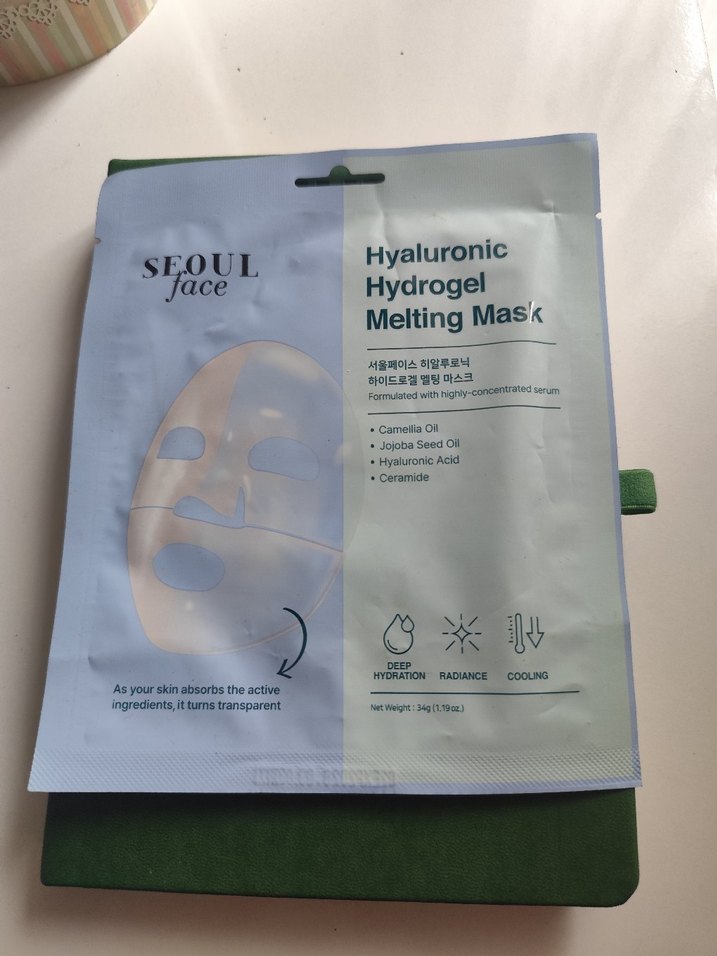 SEOUL
face
Hyaluronic
Hydrogel
Melting Mask
서울페이스 히알루로닉
하이드로겔 멜팅 마스크
Formulated with highly-concentrated serum
• Camellia Oil
• Jojoba Seed Oil
• Hyaluronic Acid
• Ceramide
DEEP
HYDRATION
RADIANCE
COOLING
As your skin absorbs the active
ingredients, it turns transparent
Net Weight : 34g (1.19oz.)